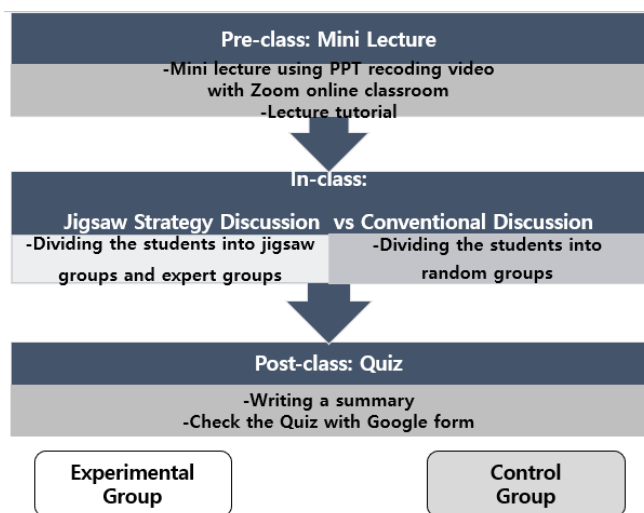 Pre-class: Mini Lecture
-Mini lecture using PPT recoding video
with Zoom online classroom
-Lecture tutorial
In-class:
Jigsaw Strategy Discussion vs Conventional Discussion
-Dividing the students into jigsaw
groups and expert groups
-Dividing the students into
random groups
Post-class: Quiz
-Writing a summary
-Check the Quiz with Google form
Experimental
Group
Control
Group